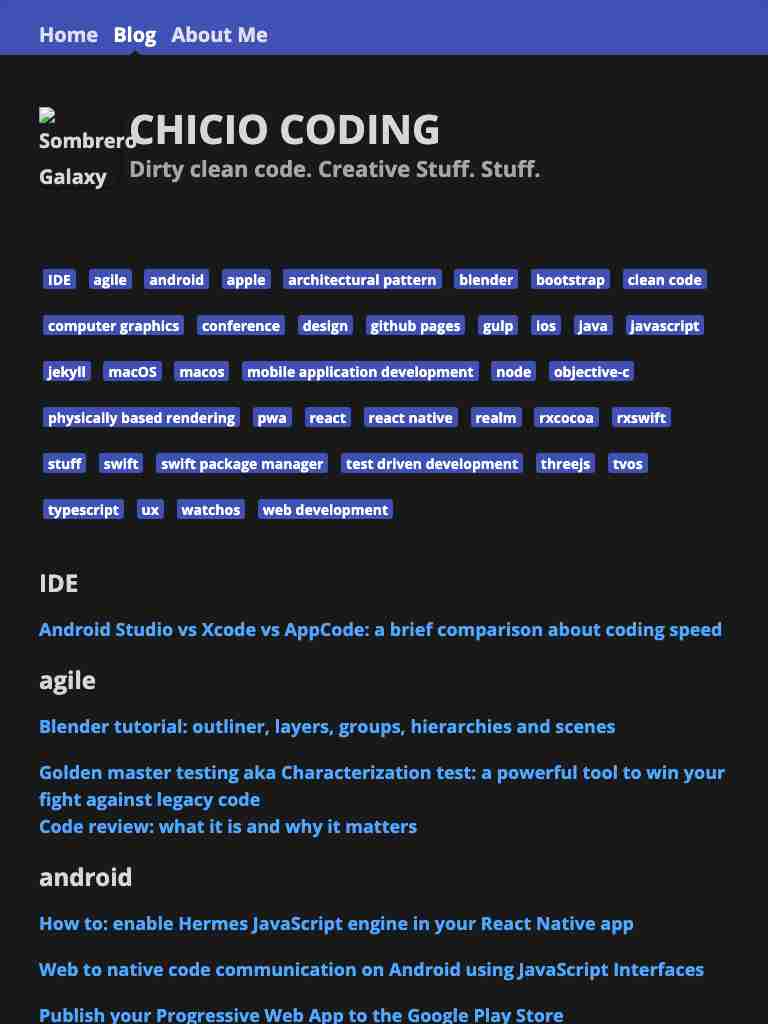 Home Blog About Me
Sombrero
Galaxy
CHICIO CODING
Dirty clean code. Creative Stuff. Stuff.
IDE agile android apple architectural pattern blender bootstrap clean code
computer graphics conference design github pages gulp ios java javascript
jekyll macOS macos mobile application development node objective-c
physically based rendering pwa react react native realm rxcocoa rxswift
stuff swift swift package manager test driven development threejs tvos
typescript ux watchos web development
IDE
Android Studio vs Xcode vs AppCode: a brief comparison about coding speed
agile
Blender tutorial: outliner, layers, groups, hierarchies and scenes
Golden master testing aka Characterization test: a powerful tool to win your
fight against legacy code
Code review: what it is and why it matters
android
How to: enable Hermes JavaScript engine in your React Native app
Web to native code communication on Android using JavaScript Interfaces
Publish your Progressive Web App to the Google Play Store